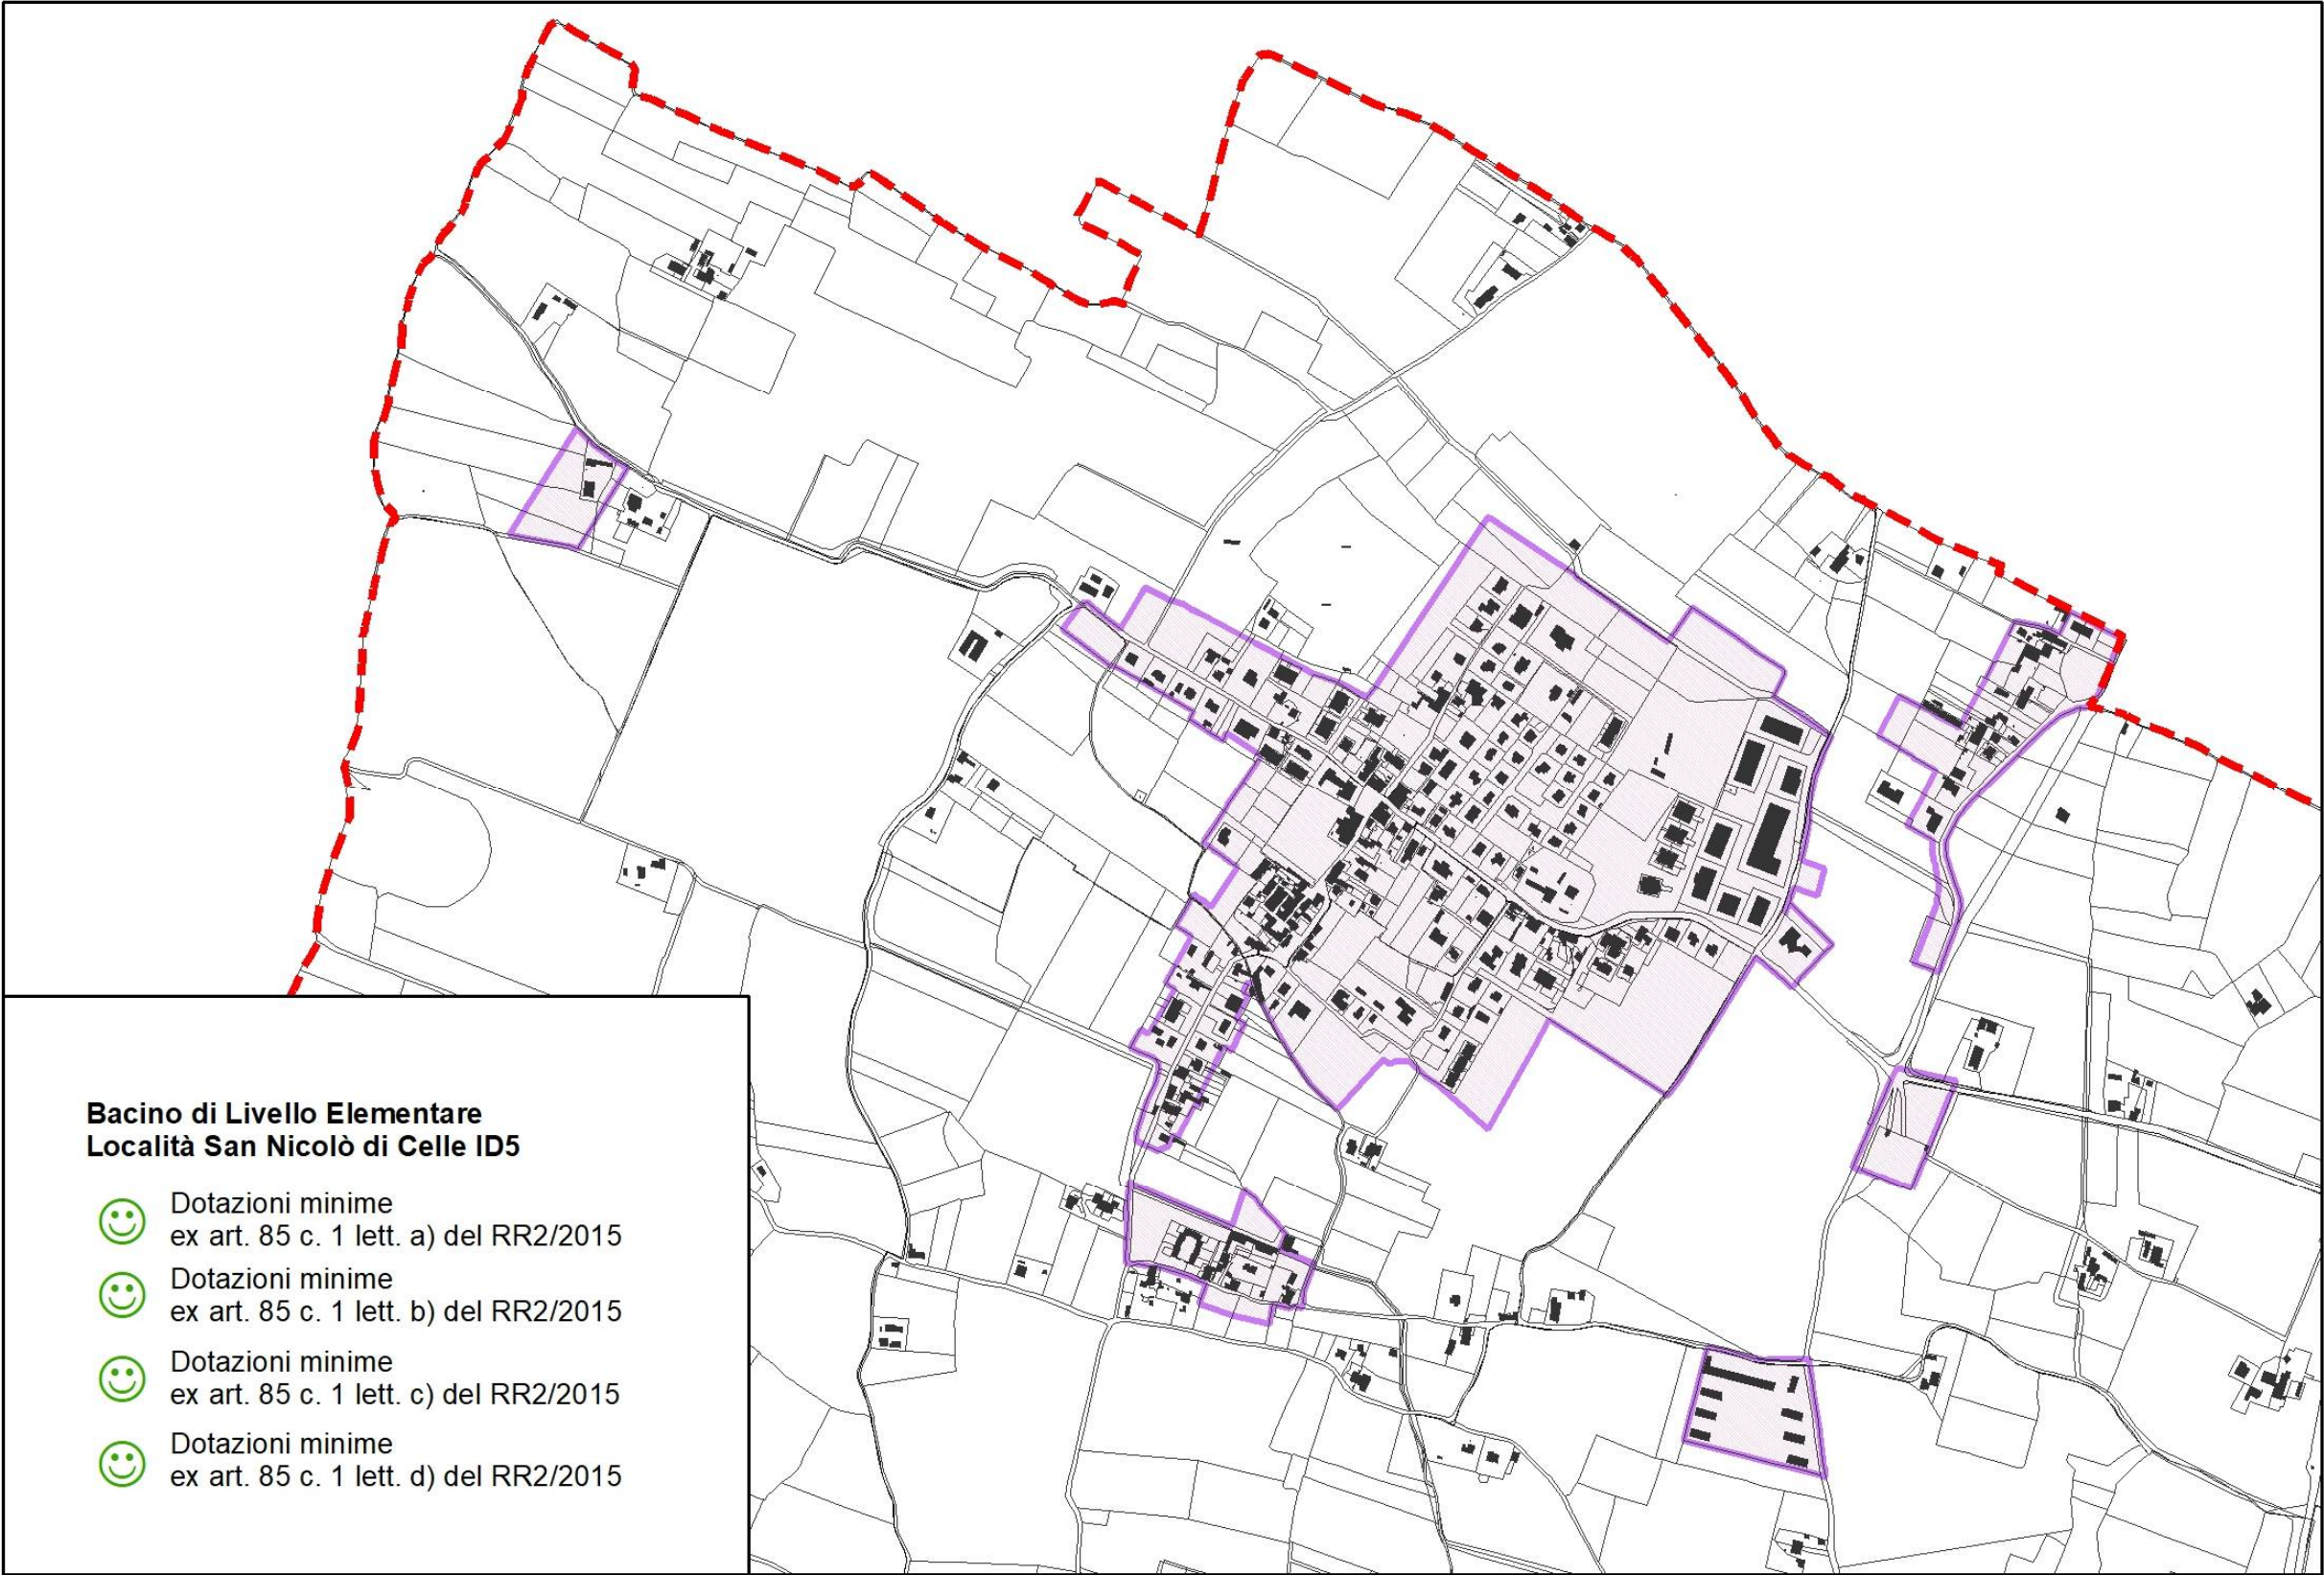 Bacino di Livello Elementare
Località San Nicolò di Celle ID5
Dotazioni minime
ex art. 85 c. 1 lett. a) del RR2/2015
Dotazioni minime
ex art. 85 c. 1 lett. b) del RR2/2015
Dotazioni minime
ex art. 85 c. 1 lett. c) del RR2/2015
Dotazioni minime
ex art. 85 c. 1 lett. d) del RR2/2015